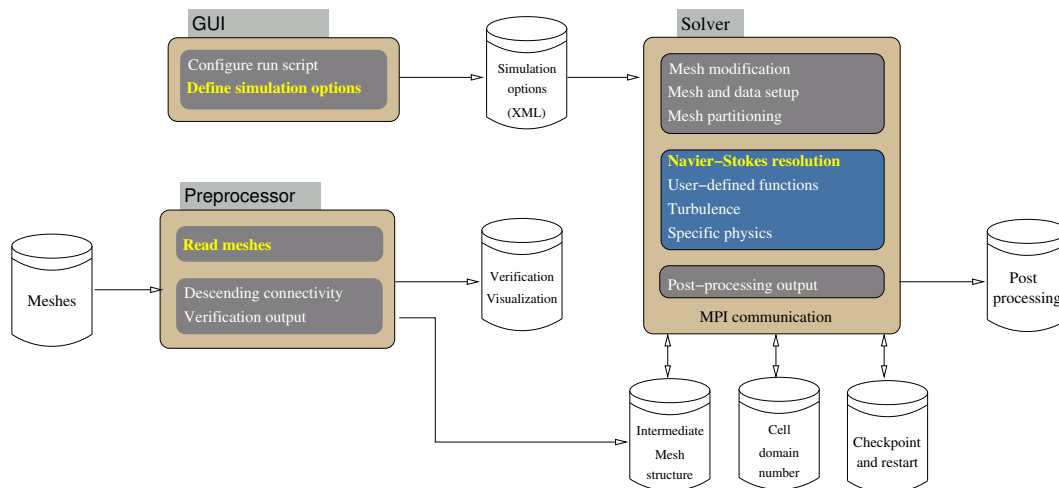 GUI
Configure run script
Define simulation options
Simulation
options
(XML)
Solver
Mesh modification
Mesh and data setup
Mesh partitioning
Navier−Stokes resolution
User−defined functions
Turbulence
Specific physics
Post−processing output
MPI communication
Preprocessor
Read meshes
Descending connectivity
Verification output
Meshes
Verification
Visualization
Post
processing
Intermediate
Mesh
structure
Cell
domain
number
Checkpoint
and restart